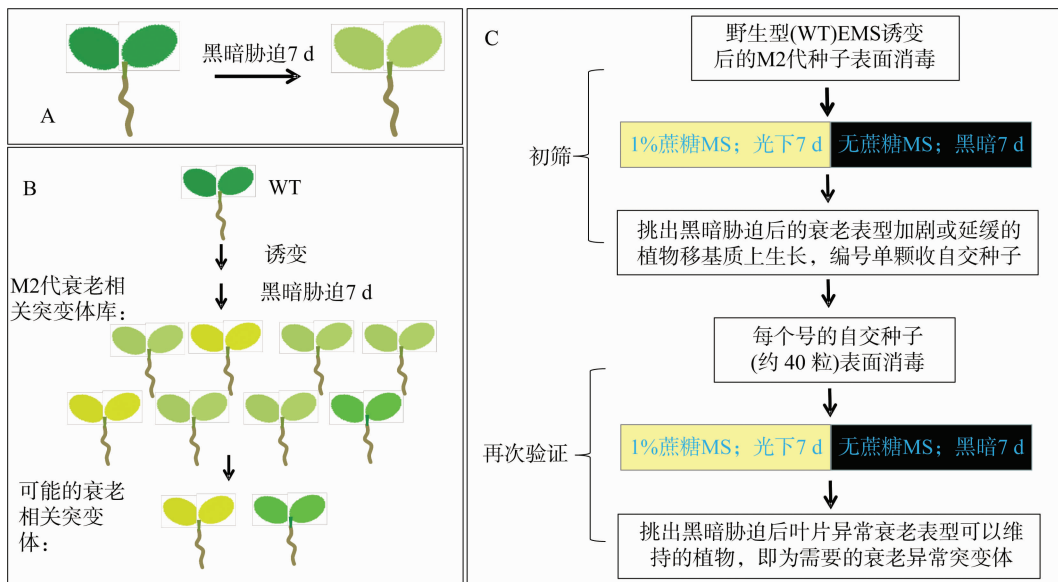 黑暗胁迫7 d
A
B
WT
诱变
黑暗胁迫7 d
M2代衰老相
关突变体库：
可能的衰老
相关突变
体：
C
野生型(WT)EMS诱变
后的M2代种子表面消毒
初筛
1%蔗糖MS；光下7 d
无蔗糖MS；黑暗7 d
挑出黑暗胁迫后的衰老表型加剧或延缓的
植物移基质上生长，编号单颗收自交种子
每个号的自交种子
(约 40 粒)表面消毒
再次验证
1%蔗糖MS；光下7 d
无蔗糖MS；黑暗7 d
挑出黑暗胁迫后叶片异常衰老表型可以维
持的植物，即为需要的衰老异常突变体